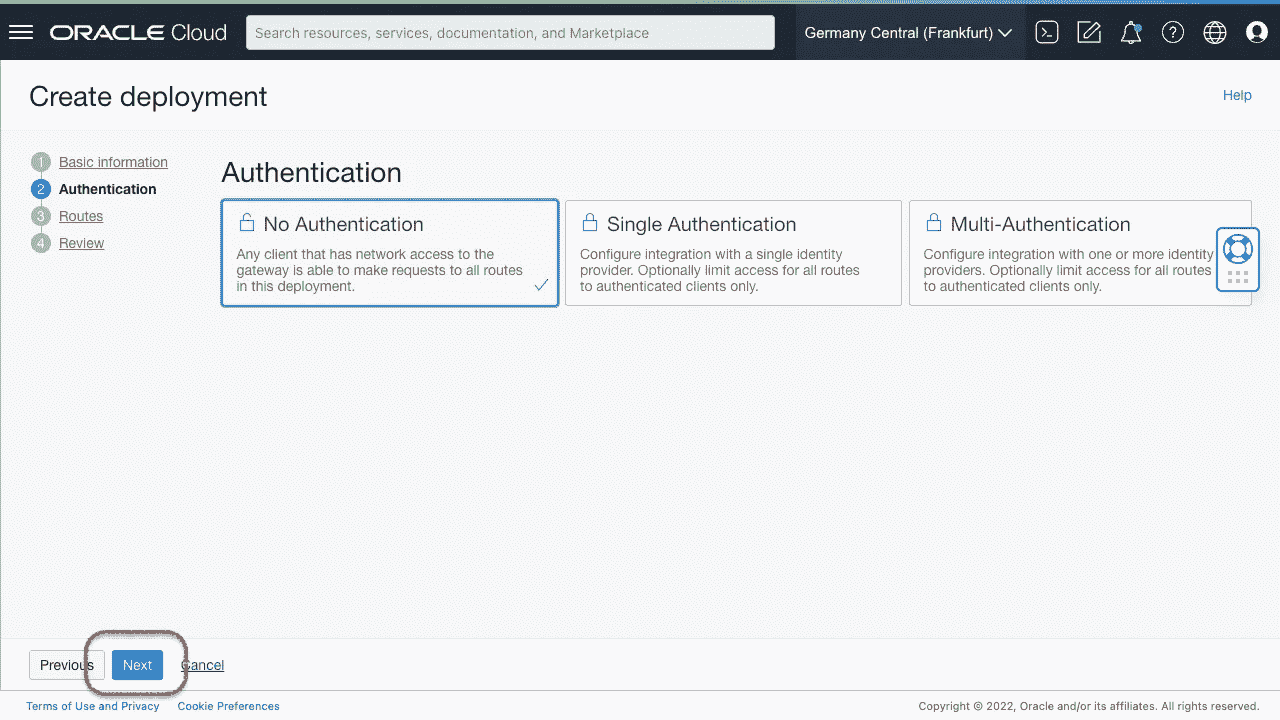 ORACLE Cloud
Search resources, services, documentation, and Marketplace
Germany Central (Frankfurt)
Create deployment
Help
1 Basic information
2 Authentication
3 Routes
4 Review
Authentication
No Authentication
Any client that has network access to the
gateway is able to make requests to all routes
in this deployment.
Single Authentication
Configure integration with a single identity
provider. Optionally limit access for all routes
to authenticated clients only.
Multi-Authentication
Configure integration with one or more identity
providers. Optionally limit access for all routes
to authenticated clients only.
Previous
Next
Cancel
Terms of Use and Privacy
Cookie Preferences
Copyright © 2022, Oracle and/or its affiliates. All rights reserved.